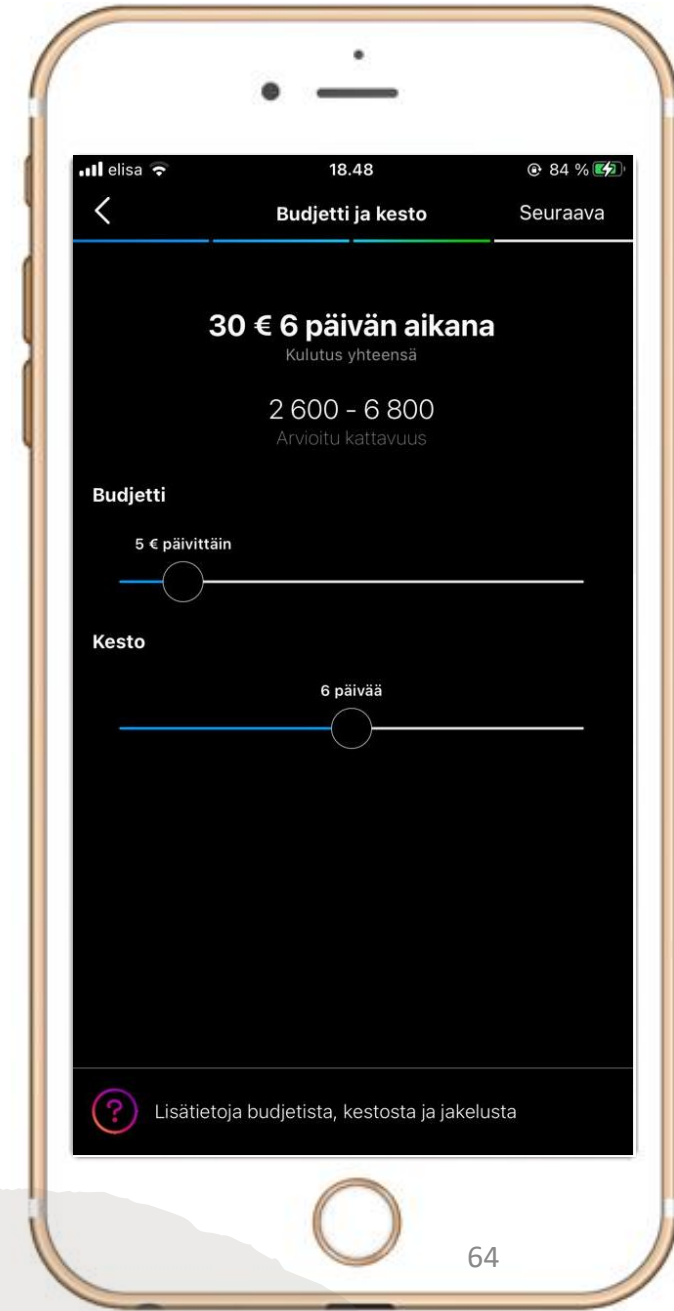 elisa 18.48 84 %
Budjetti ja kesto Seuraava
30 € 6 päivän aikana
Kulutus yhteensä
2 600 – 6 800
Arvioitu kattavuus
Budjetti
5 € päivittäin
Kesto
6 päivää
? Lisätietoja budjetista, kestosta ja jakelusta
64